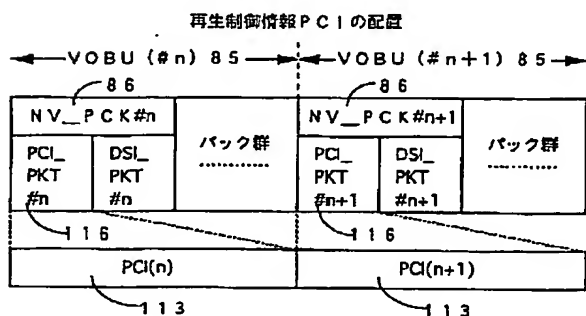 再生制御情報PCIの配置
VOBU(#n)85
VOBU(#n+1)85
86
86
NV_PCK#n
パック群
NV_PCK#n+1
パック群
PCI_
PKT
#n
DSI_
PKT
#n
PCI_
PKT
#n+1
DSI_
PKT
#n+1
116
116
PCI(n)
PCI(n+1)
113
113